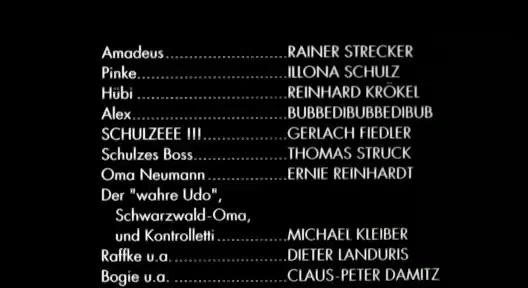 Amadeus..............................RAINER STRECKER
Pinke....................................ILLONA SCHULZ
Hübi.....................................REINHARD KRÖKEL
Alex......................................BUBBEDIBUBBEDIBUB
SCHULZEEE !!!....................GERLACH FIEDLER
Schulzes Boss.......................THOMAS STRUCK
Oma Neumann...................ERNIE REINHARDT
Der "wahre Udo",
Schwarzwald-Oma,
und Kontrolletti................MICHAEL KLEIBER
Raffke u.a...........................DIETER LANDURIS
Bogie u.a. ...........................CLAUS-PETER DAMITZ